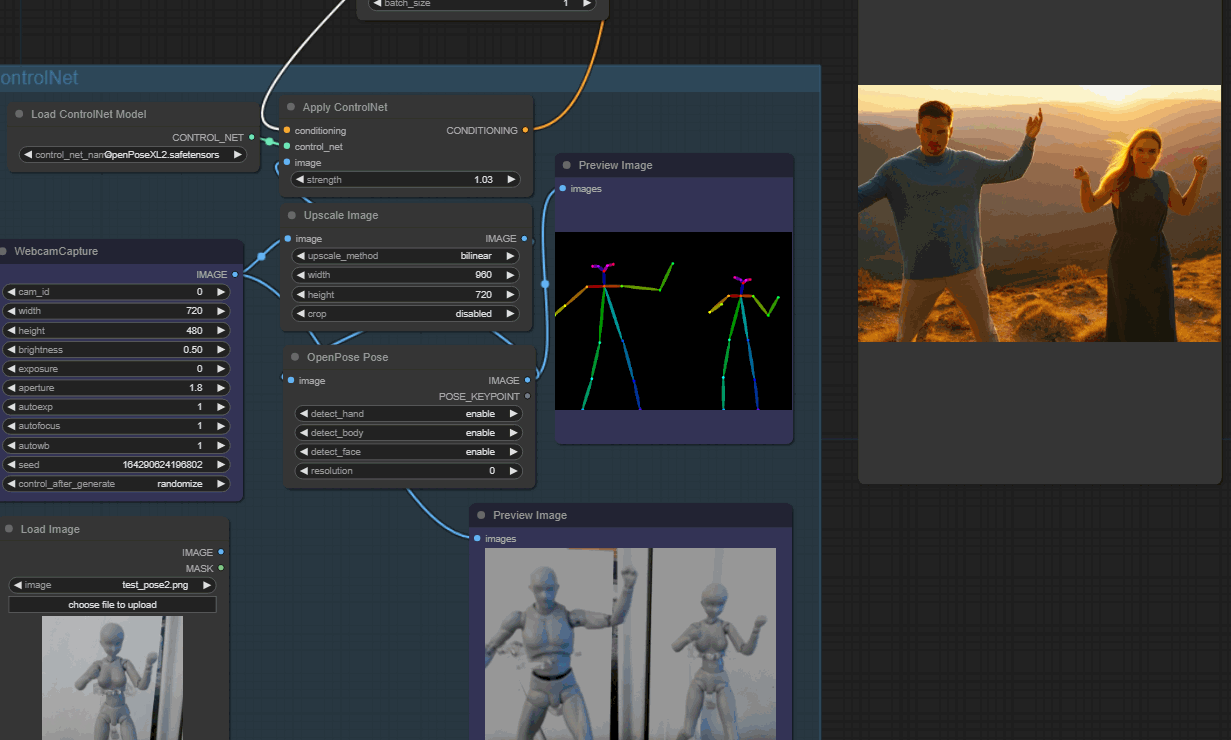 batch_size 1
ontrolNet
Load ControlNet Model
CONTROL_NET
control_net_nam OpenPoseXL2.safetensors
Apply ControlNet
conditioning CONDITIONING
control_net
image
strength 1.03
Preview Image
images
Upscale Image
image IMAGE
upscale_method bilinear
width 960
height 720
crop disabled
WebcamCapture
IMAGE
cam_id 0
width 720
height 480
brightness 0.50
exposure 0
aperture 1.8
autoexp 1
autofocus 1
autowb 1
seed 164290624196802
control_after_generate randomize
OpenPose Pose
image IMAGE
POSE_KEYPOINT
detect_hand enable
detect_body enable
detect_face enable
resolution 0
Load Image
IMAGE
MASK
image test_pose2.png
choose file to upload
Preview Image
images